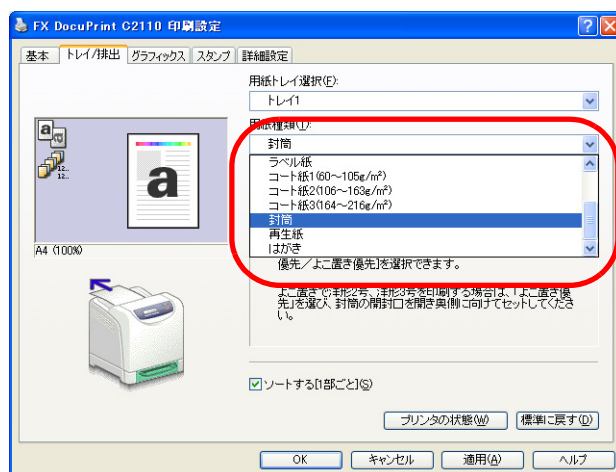 FX DocuPrint C2110 印刷設定
基本 トレイ/排出 グラフィックス スタンプ 詳細設定
用紙トレイ選択(F):
トレイ1
用紙種類(T):
封筒
ラベル紙
コート紙1(60～105g/m²)
コート紙2(106～163g/m²)
コート紙3(164～216g/m²)
封筒
再生紙
はがき
優先／よこ置き優先]を選択できます。
よこ置きで洋形2号、洋形3号を印刷する場合は、「よこ置き優
先」を選び、封筒の開封口を開き奥側に向けてセットしてくださ
い。
a
a
12..
12..
a
A4 (100%)
ソートする[1部ごと](S)
プリンタの状態(W) 標準に戻す(D)
OK キャンセル 適用(A) ヘルプ